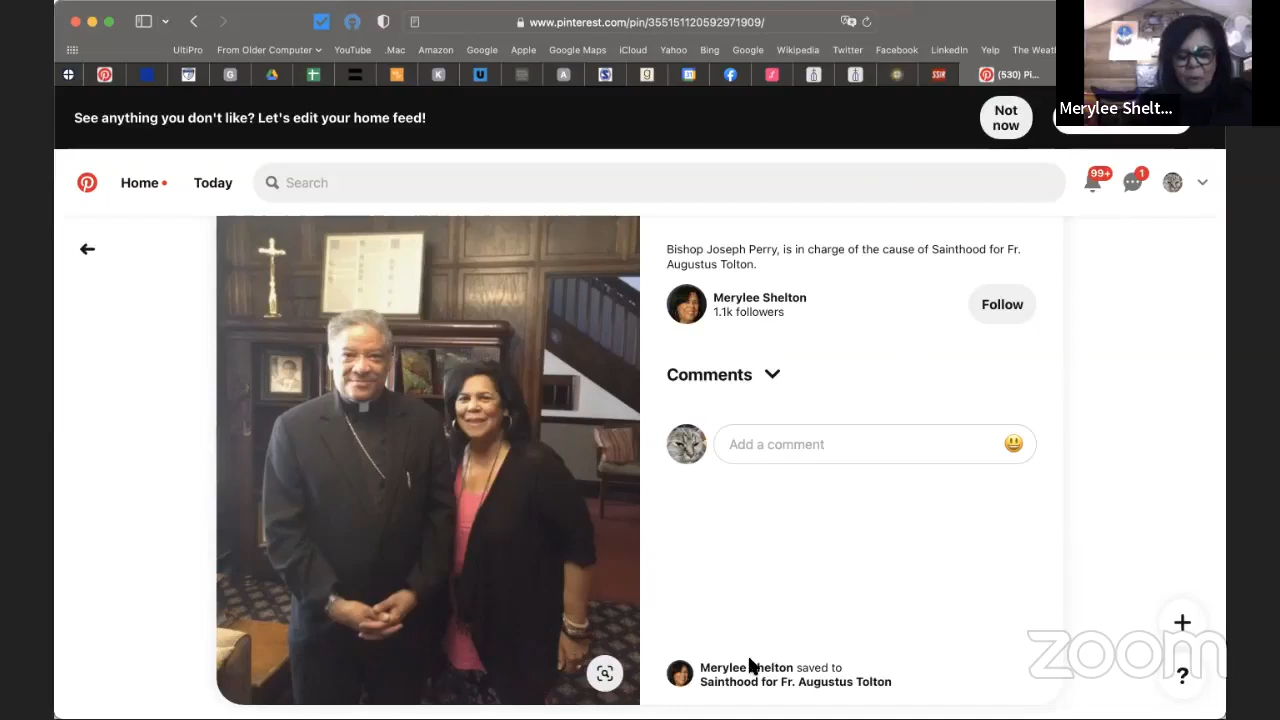 www.pinterest.com/pin/355151120592971909/
UltiPro From Older Computer YouTube .Mac Amazon Google Apple Google Maps iCloud Yahoo Bing Google Wikipedia Twitter Facebook LinkedIn Yelp The Weath
(530) Pi...
Merylee Shelt...
See anything you don't like? Let's edit your home feed!
Not
now
Home
Today
Search
99+
1
Bishop Joseph Perry, is in charge of the cause of Sainthood for Fr.
Augustus Tolton.
Merylee Shelton
1.1k followers
Follow
Comments
Add a comment
Merylee Shelton saved to
Sainthood for Fr. Augustus Tolton
+
?
zoom